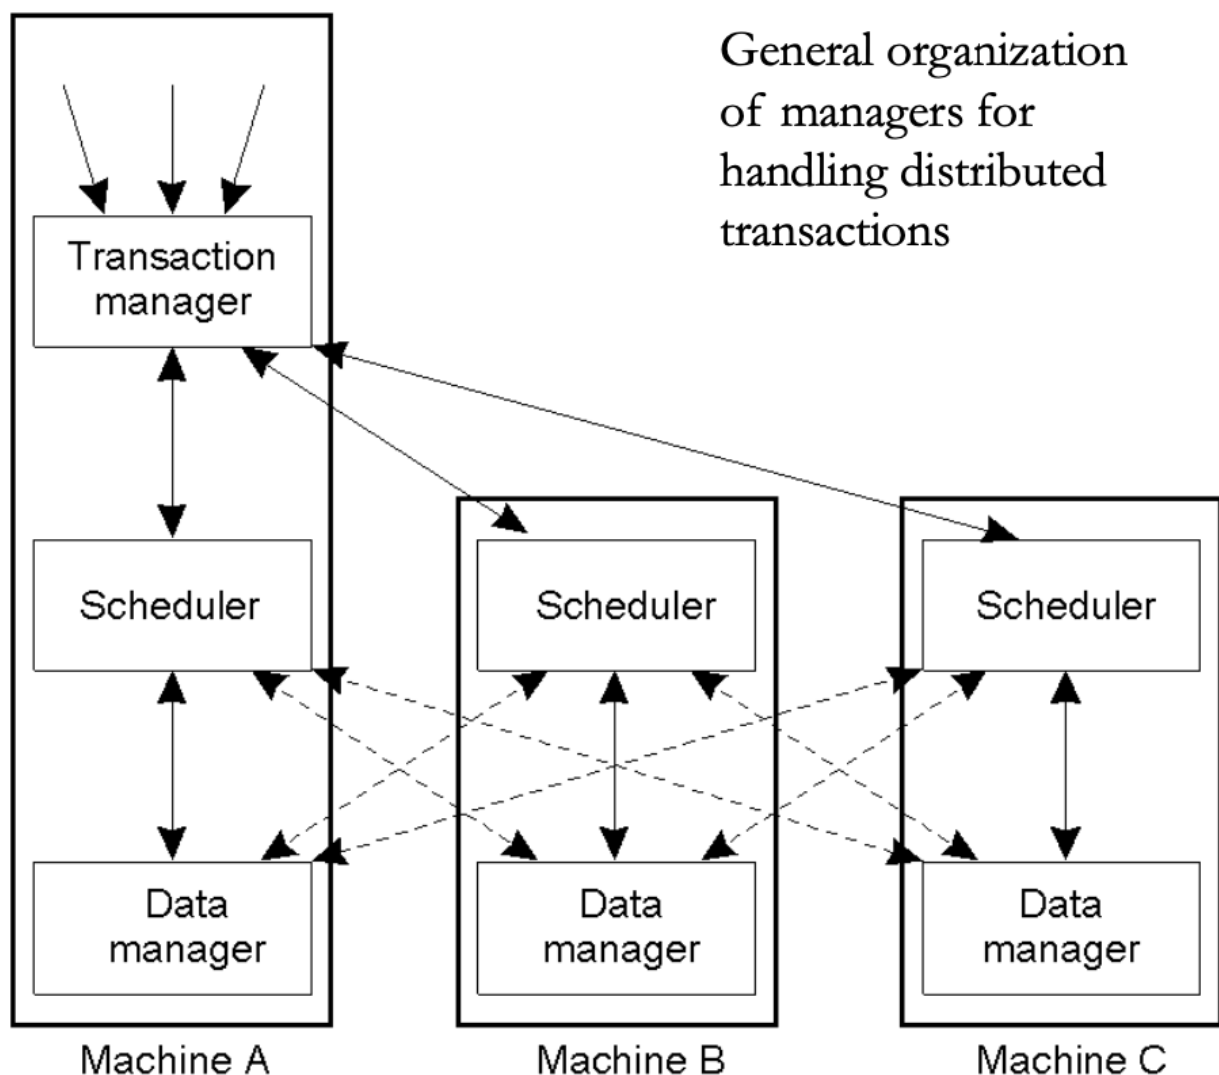 General organization
of managers for
handling distributed
transactions
Transaction
manager
Scheduler
Scheduler
Scheduler
Data
manager
Data
manager
Data
manager
Machine A
Machine B
Machine C